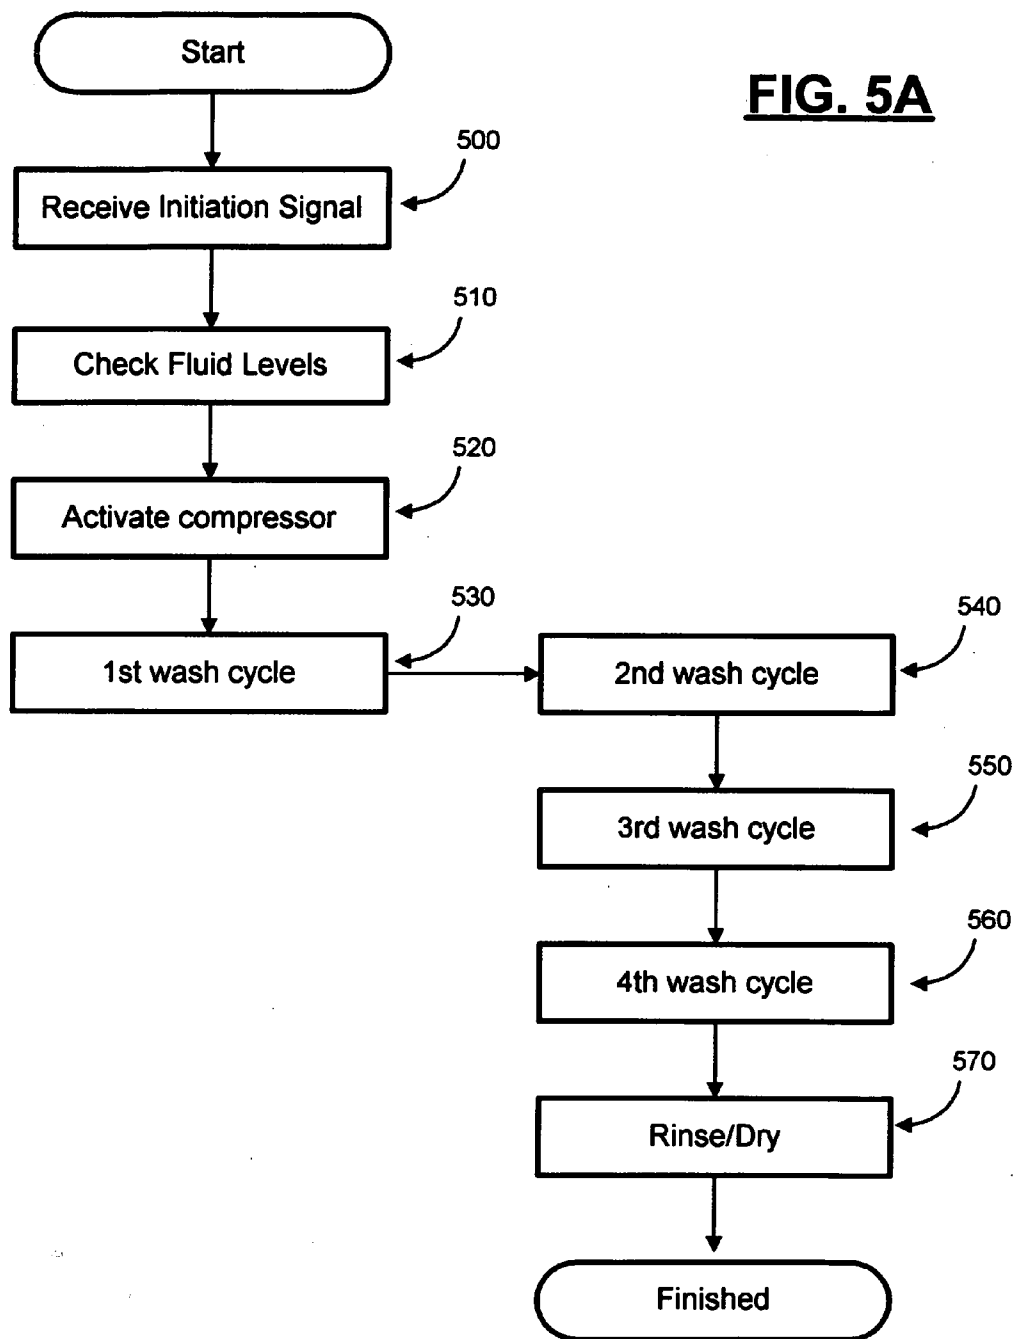 FIG. 5A
Start
500
Receive Initiation Signal
510
Check Fluid Levels
520
Activate compressor
530
1st wash cycle
540
2nd wash cycle
550
3rd wash cycle
560
4th wash cycle
570
Rinse/Dry
Finished